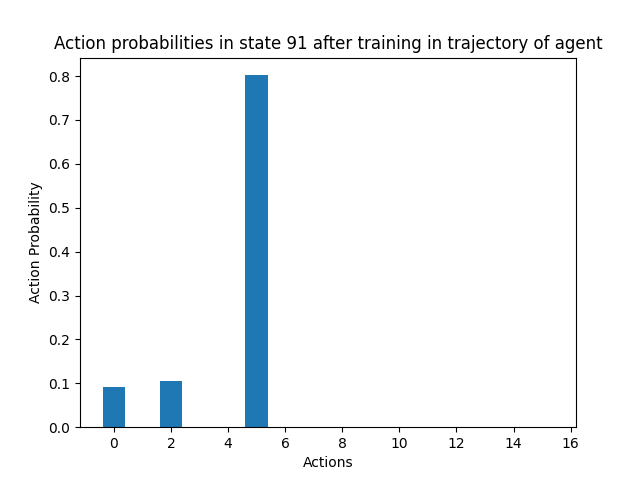 Action probabilities in state 91 after training in trajectory of agent
0.8
0.7
0.6
0.5
0.4
0.3
0.2
0.1
0.0
Action Probability
0 2 4 6 8 10 12 14 16
Actions